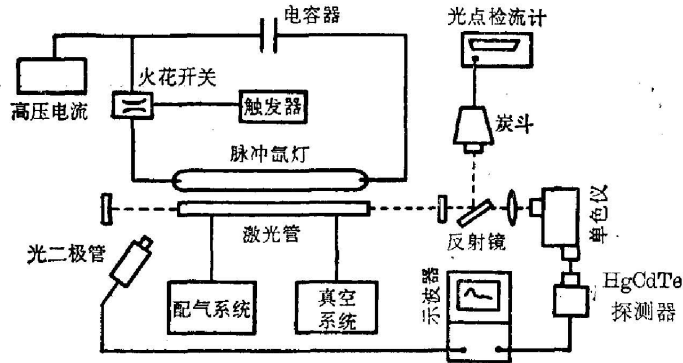 电容器
光点检流计
火花开关
高压电流
触发器
炭斗
脉冲氙灯
激光管
反射镜
单色仪
光二极管
配气系统
真空
系统
示波器
HgCdTe
探测器